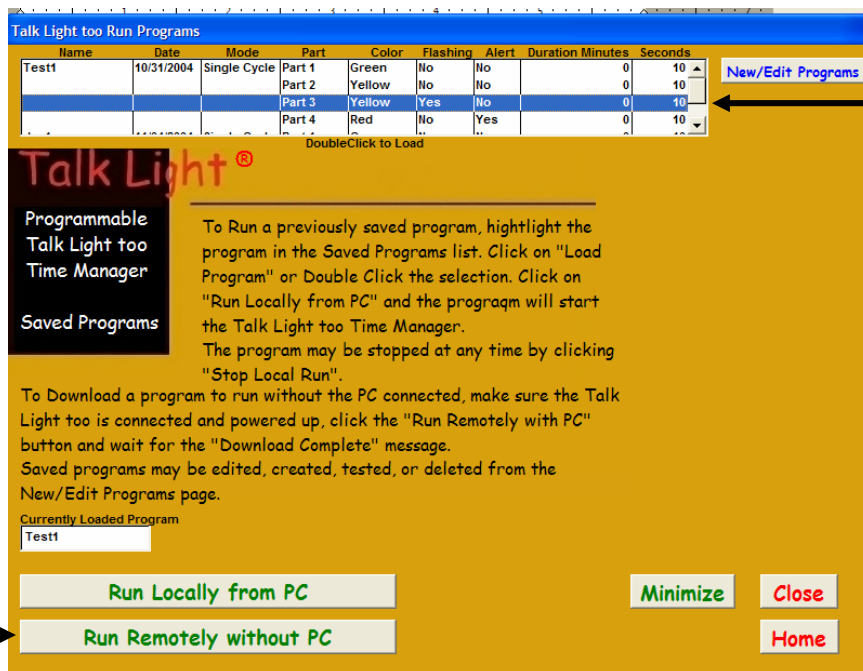 Talk Light too Run Programs
Name Date Mode Part Color Flashing Alert Duration Minutes Seconds
Test1 10/31/2004 Single Cycle Part 1 Green No No 0 10
Part 2 Yellow No No 0 10
Part 3 Yellow Yes No 0 10
Part 4 Red No Yes 0 10
New/Edit Programs
DoubleClick to Load
Talk Light ®
Programmable
Talk Light too
Time Manager
Saved Programs
To Run a previously saved program, hightlight the
program in the Saved Programs list. Click on "Load
Program" or Double Click the selection. Click on
"Run Locally from PC" and the prograqm will start
the Talk Light too Time Manager.
The program may be stopped at any time by clicking
"Stop Local Run".
To Download a program to run without the PC connected, make sure the Talk
Light too is connected and powered up, click the "Run Remotely with PC"
button and wait for the "Download Complete" message.
Saved programs may be edited, created, tested, or deleted from the
New/Edit Programs page.
Currently Loaded Program
Test1
Run Locally from PC
Minimize
Close
Run Remotely without PC
Home